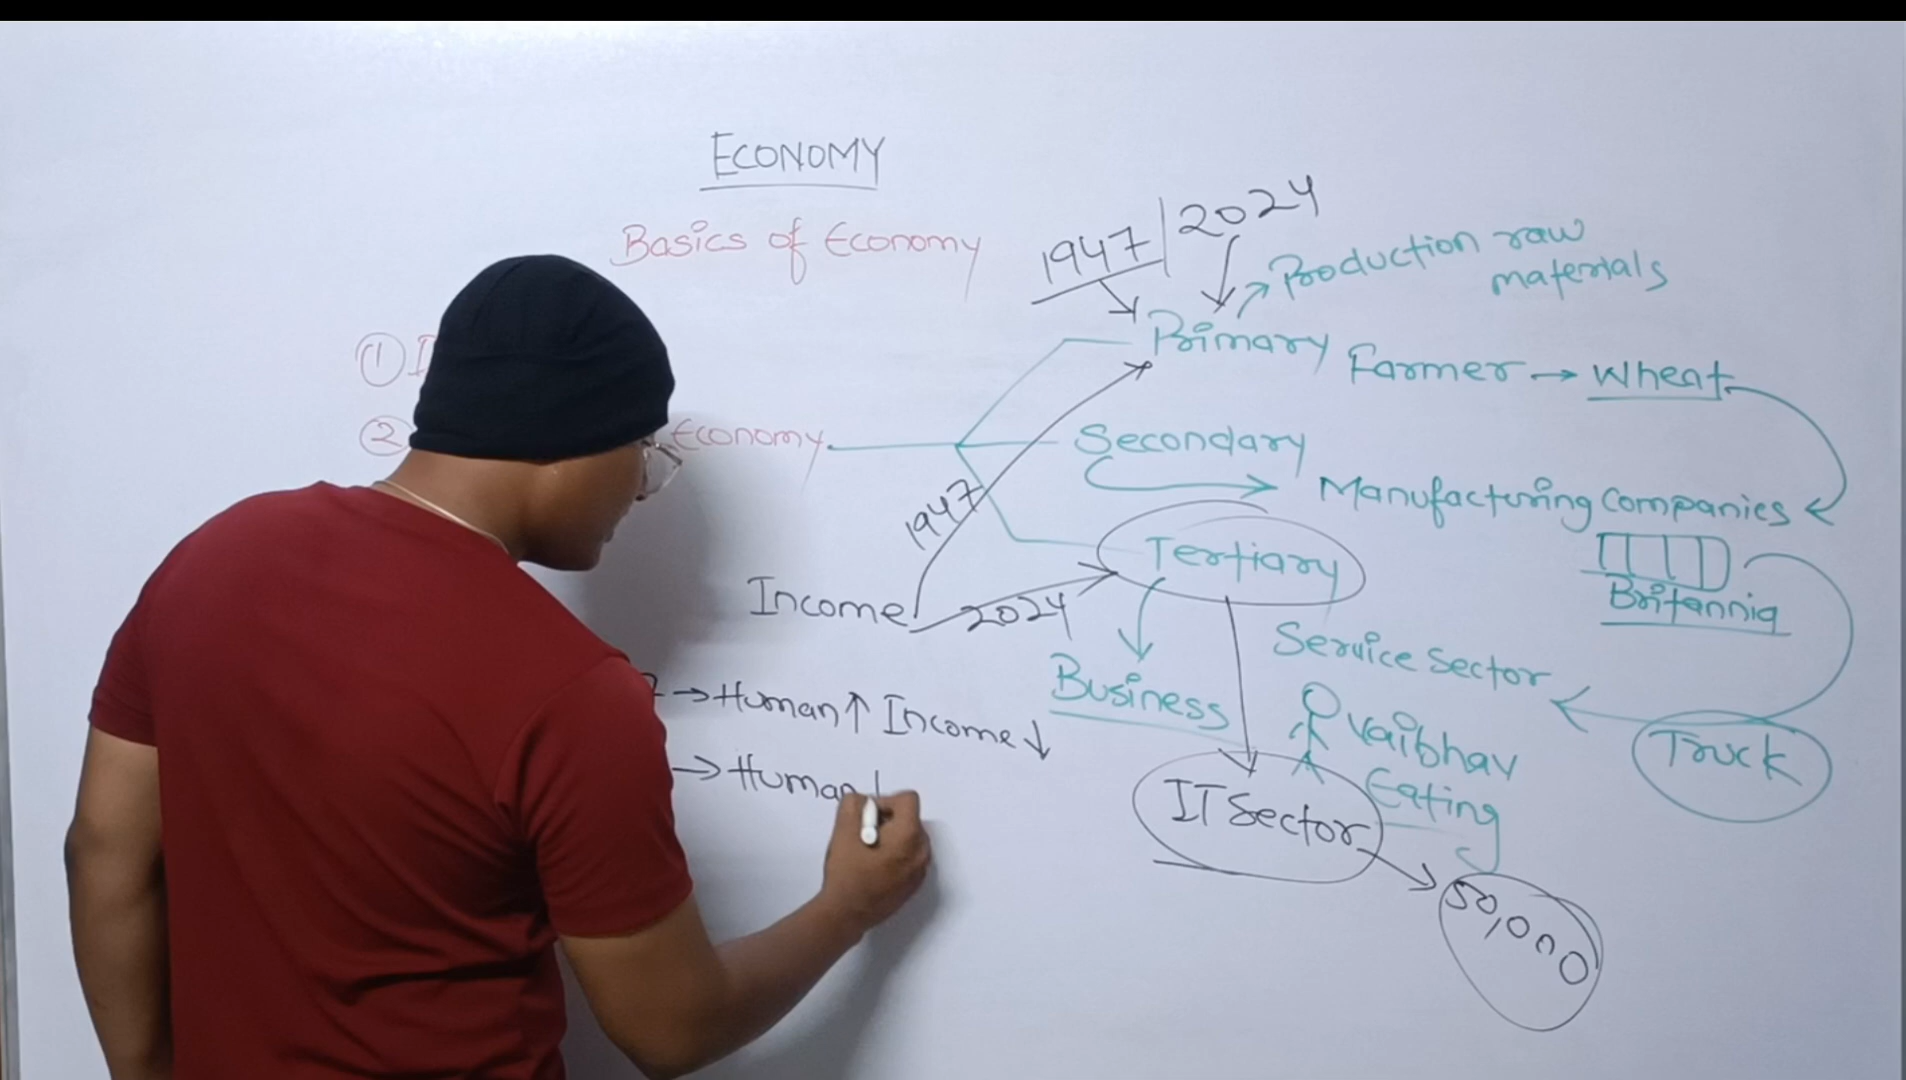 ECONOMY
Basics of Economy
1947 | 2024
Production raw
materials
Primary
Farmer → Wheat
①
② Economy
Secondary
Manufacturing Companies
1947
Tertiary
Britannia
Income
2024
Service Sector
Business
→ Human ↑ Income ↓
Vaibhav
Truck
→ Human
IT Sector
Eating
50,000